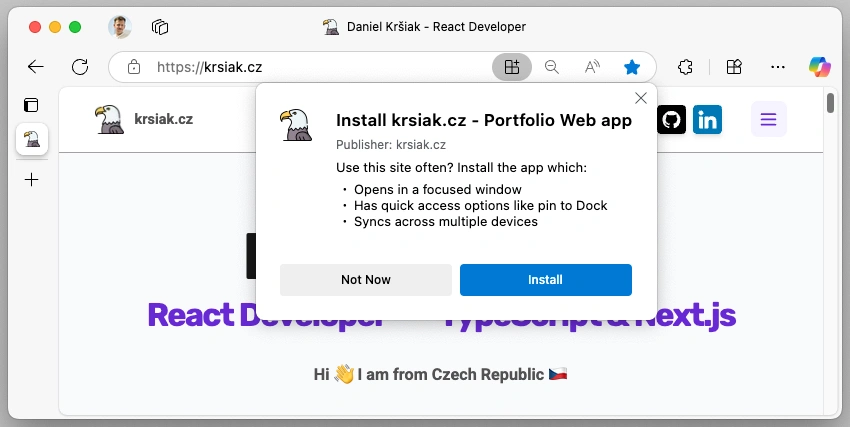 Daniel Kršiak - React Developer
https://krsiak.cz
krsiak.cz
Install krsiak.cz - Portfolio Web app
Publisher: krsiak.cz
Use this site often? Install the app which:
• Opens in a focused window
• Has quick access options like pin to Dock
• Syncs across multiple devices
Not Now
Install
React Developer TypeScript & Next.js
Hi 👋 I am from Czech Republic 🇨🇿